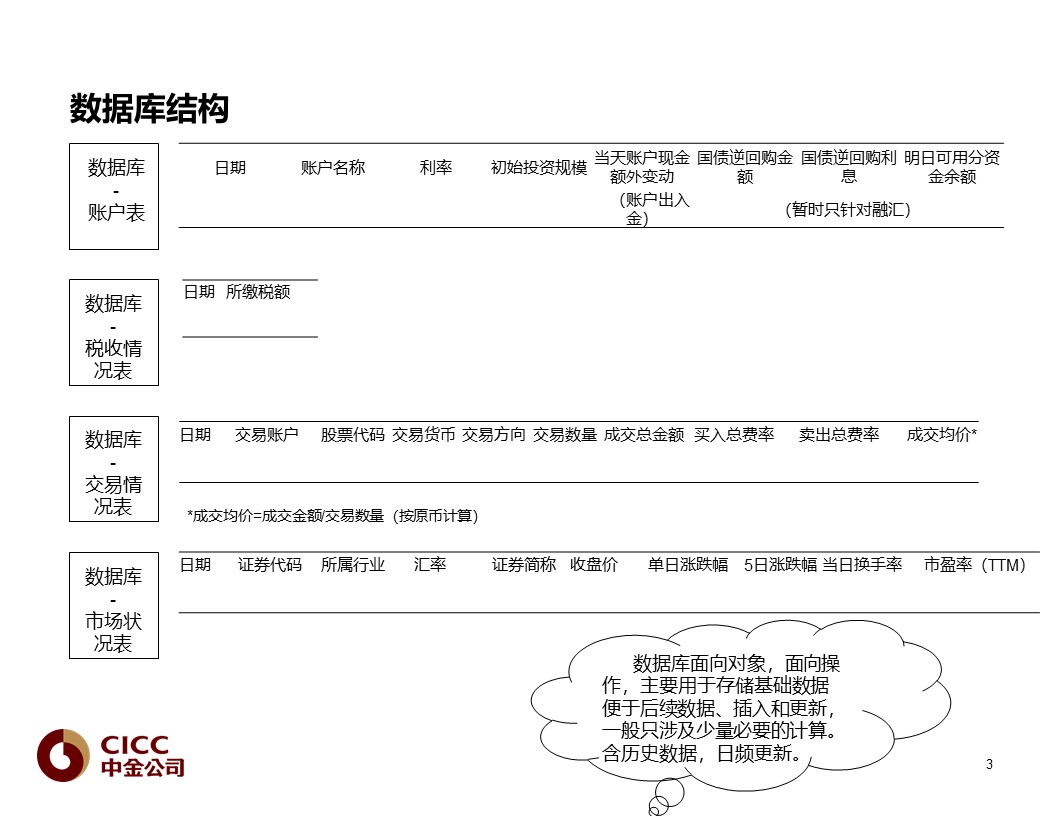 数据库结构
数据库
-
账户表
日期 账户名称 利率 初始投资规模 当天账户现金额外变动 国债逆回购金额 国债逆回购利息 明日可用分资金余额
（账户出入金） （暂时只针对融汇）
数据库
-
税收情
况表
日期 所缴税额
数据库
-
交易情
况表
日期 交易账户 股票代码 交易货币 交易方向 交易数量 成交总金额 买入总费率 卖出总费率 成交均价*
*成交均价=成交金额/交易数量（按原币计算）
数据库
-
市场状
况表
日期 证券代码 所属行业 汇率 证券简称 收盘价 单日涨跌幅 5日涨跌幅 当日换手率 市盈率（TTM）
数据库面向对象，面向操
作，主要用于存储基础数据
便于后续数据、插入和更新，
一般只涉及少量必要的计算。
含历史数据，日频更新。
CICC
中金公司
3